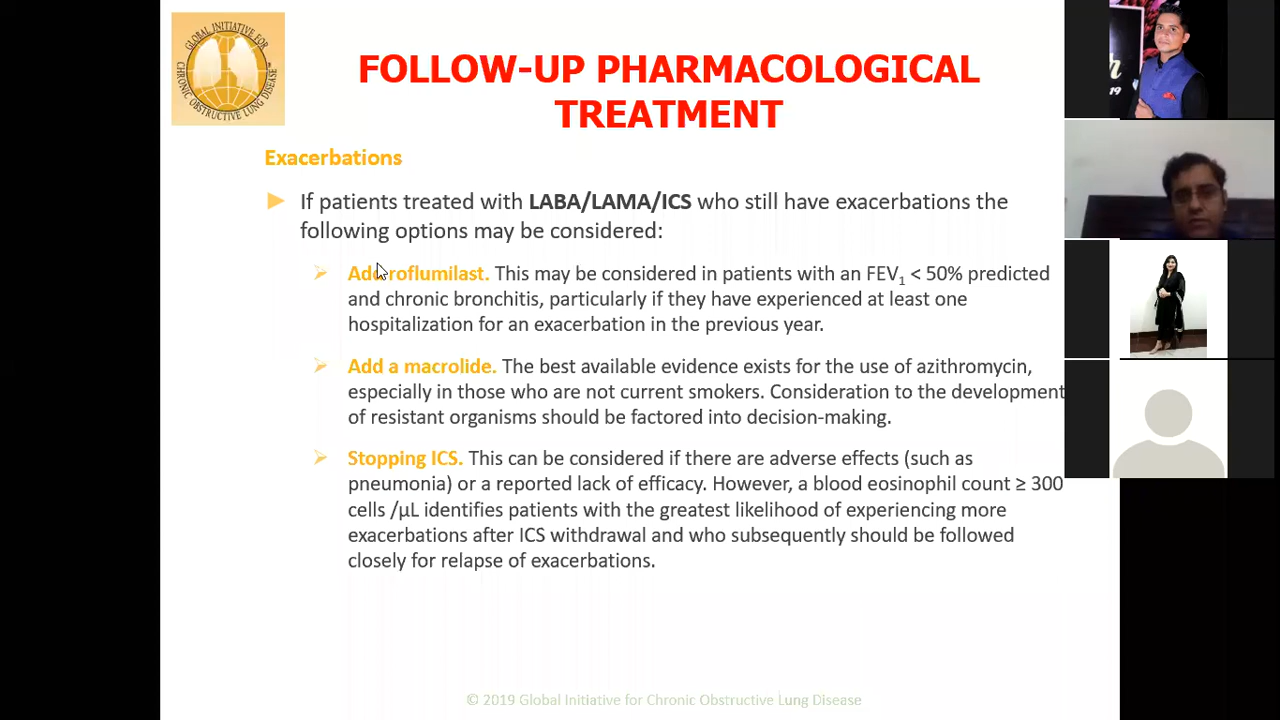 GLOBAL INITIATIVE FOR
CHRONIC OBSTRUCTIVE LUNG DISEASE
FOLLOW-UP PHARMACOLOGICAL
TREATMENT
Exacerbations
If patients treated with LABA/LAMA/ICS who still have exacerbations the
following options may be considered:
Add roflumilast. This may be considered in patients with an FEV1 < 50% predicted
and chronic bronchitis, particularly if they have experienced at least one
hospitalization for an exacerbation in the previous year.
Add a macrolide. The best available evidence exists for the use of azithromycin,
especially in those who are not current smokers. Consideration to the development
of resistant organisms should be factored into decision-making.
Stopping ICS. This can be considered if there are adverse effects (such as
pneumonia) or a reported lack of efficacy. However, a blood eosinophil count ≥ 300
cells /µL identifies patients with the greatest likelihood of experiencing more
exacerbations after ICS withdrawal and who subsequently should be followed
closely for relapse of exacerbations.
© 2019 Global Initiative for Chronic Obstructive Lung Disease